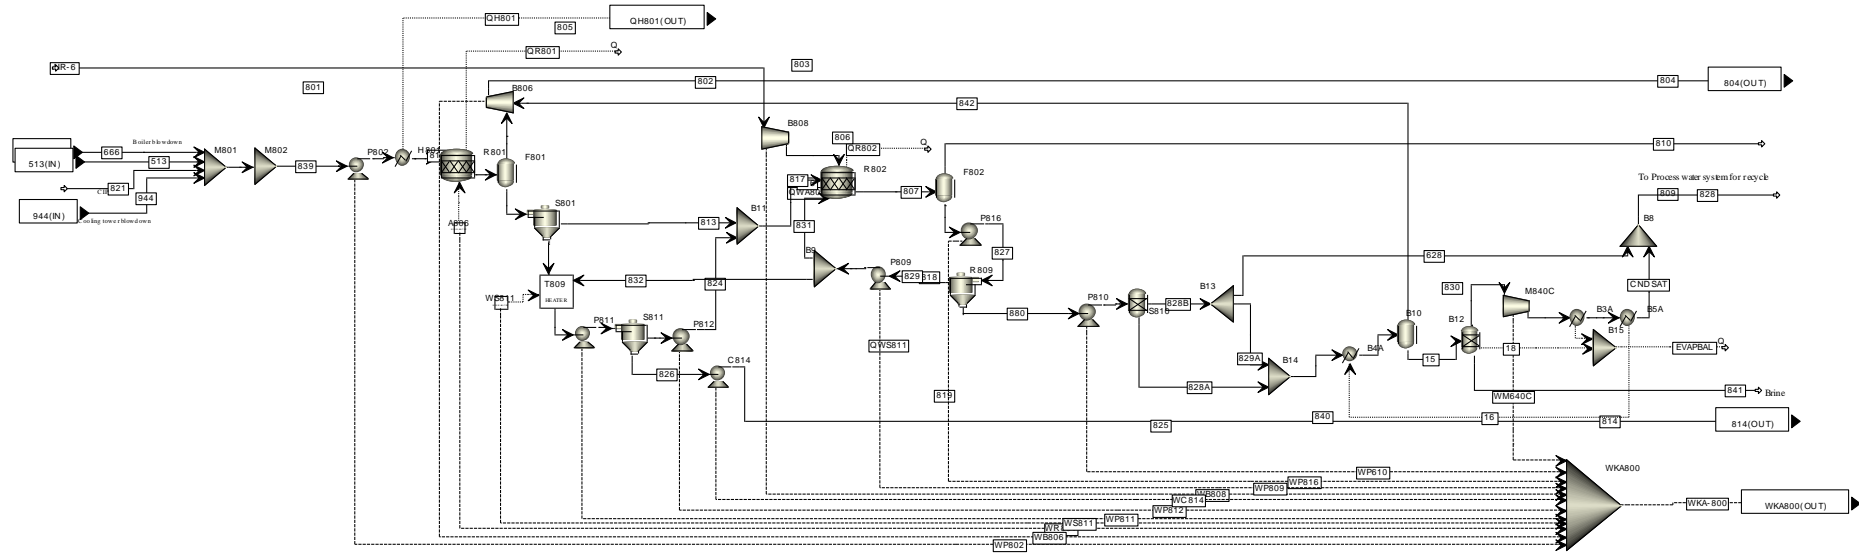 QH801
QH801(OUT)
805
QR801
Q
803
801
802
804
804(OUT)
B806
842
B808
806
QR802
Q
810
Boiler blowdown
M801
M802
P802
R801
F801
666
513(IN)
513
839
817
R802
807
F802
821
944
944(IN)
Cooling tower blowdown
A806
S801
813
B11
831
P816
827
To Process water system for recycle
809
828
B8
B9
P809
829
R809
628
CNDSAT
T809
HEATER
832
824
WS811
P811
S811
P812
QWS811
880
P810
S810
828B
B13
830
M840C
B3A
B5A
B12
B10
B15
EVAPBAL
Q
829A
B14
B4A
15
18
826
C814
828A
819
WM640C
841
Brine
825
840
16
814
814(OUT)
WKA800
WP610
WP816
WP809
WB808
WC814
WP812
WP811
WS811
WB806
WP802
WKA-800
WKA800(OUT)